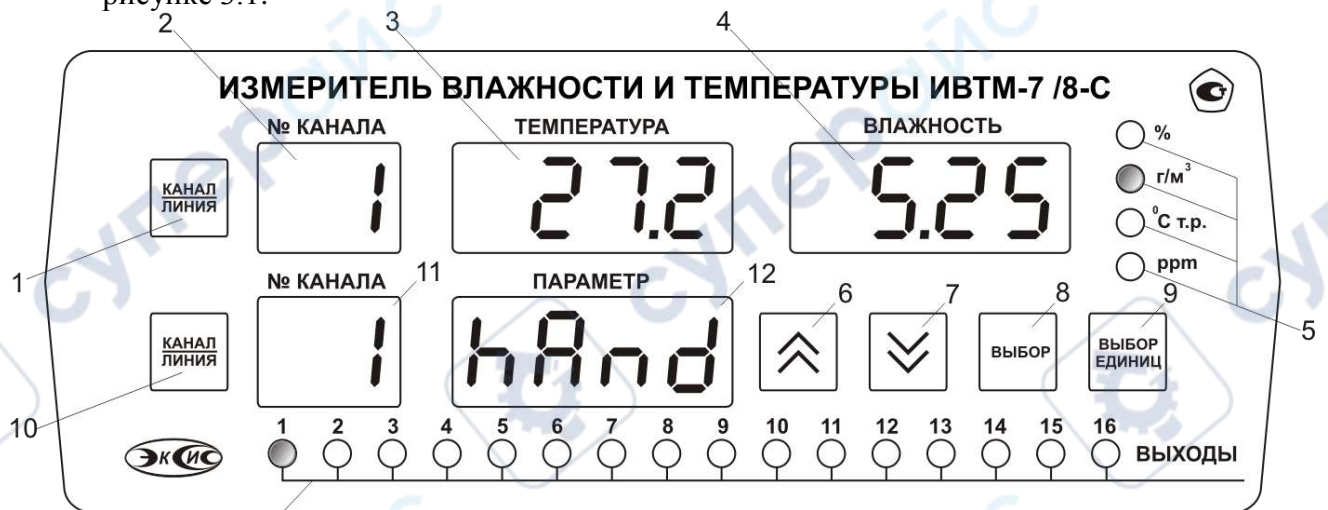 рисунке 3.1.
2 3 4
ИЗМЕРИТЕЛЬ ВЛАЖНОСТИ И ТЕМПЕРАТУРЫ ИВТМ-7 /8-С
№ КАНАЛА ТЕМПЕРАТУРА ВЛАЖНОСТЬ
КАНАЛ
ЛИНИЯ
1 27.2 5.25
%
г/м³
⁰С т.р.
ppm
1
5
№ КАНАЛА 11 ПАРАМЕТР 12
6 7 8 9
КАНАЛ
ЛИНИЯ
1 hAnd
ВЫБОР
ВЫБОР
ЕДИНИЦ
10
1 2 3 4 5 6 7 8 9 10 11 12 13 14 15 16 ВЫХОДЫ
ЭКСИС
суперайс